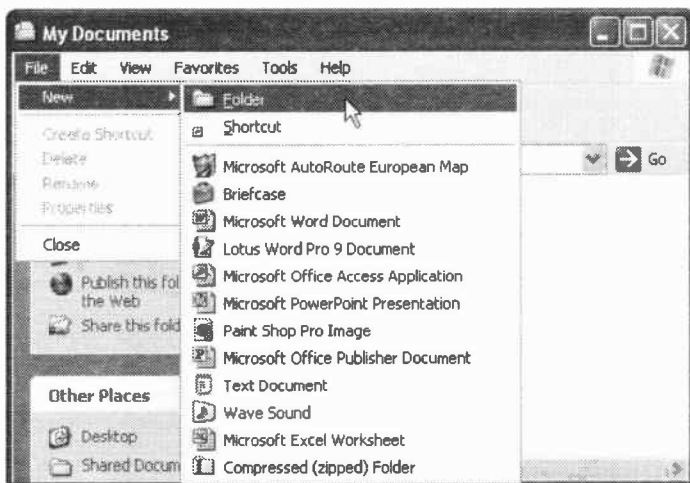 My Documents
File Edit View Favorites Tools Help
New
Folder
Create Shortcut
Shortcut
Delete
Rename
Properties
Close
Microsoft AutoRoute European Map
Go
Briefcase
Microsoft Word Document
Lotus Word Pro 9 Document
Microsoft Office Access Application
Microsoft PowerPoint Presentation
Paint Shop Pro Image
Microsoft Office Publisher Document
Text Document
Wave Sound
Microsoft Excel Worksheet
Compressed (zipped) Folder
Publish this fol
the Web
Share this fold
Other Places
Desktop
Shared Docum